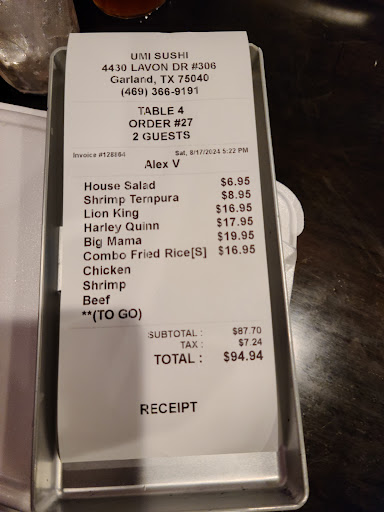 UMI SUSHI
4430 LAVON DR #306
Garland, TX 75040
(469) 366-9191
TABLE 4
ORDER #27
2 GUESTS
Invoice #128864 Sat, 8/17/2024 5:22 PM
Alex V
House Salad $6.95
Shrimp Tempura $8.95
Lion King $16.95
Harley Quinn $17.95
Big Mama $19.95
Combo Fried Rice[S] $16.95
Chicken
Shrimp
Beef
**(TO GO)
SUBTOTAL : $87.70
TAX : $7.24
TOTAL : $94.94
RECEIPT